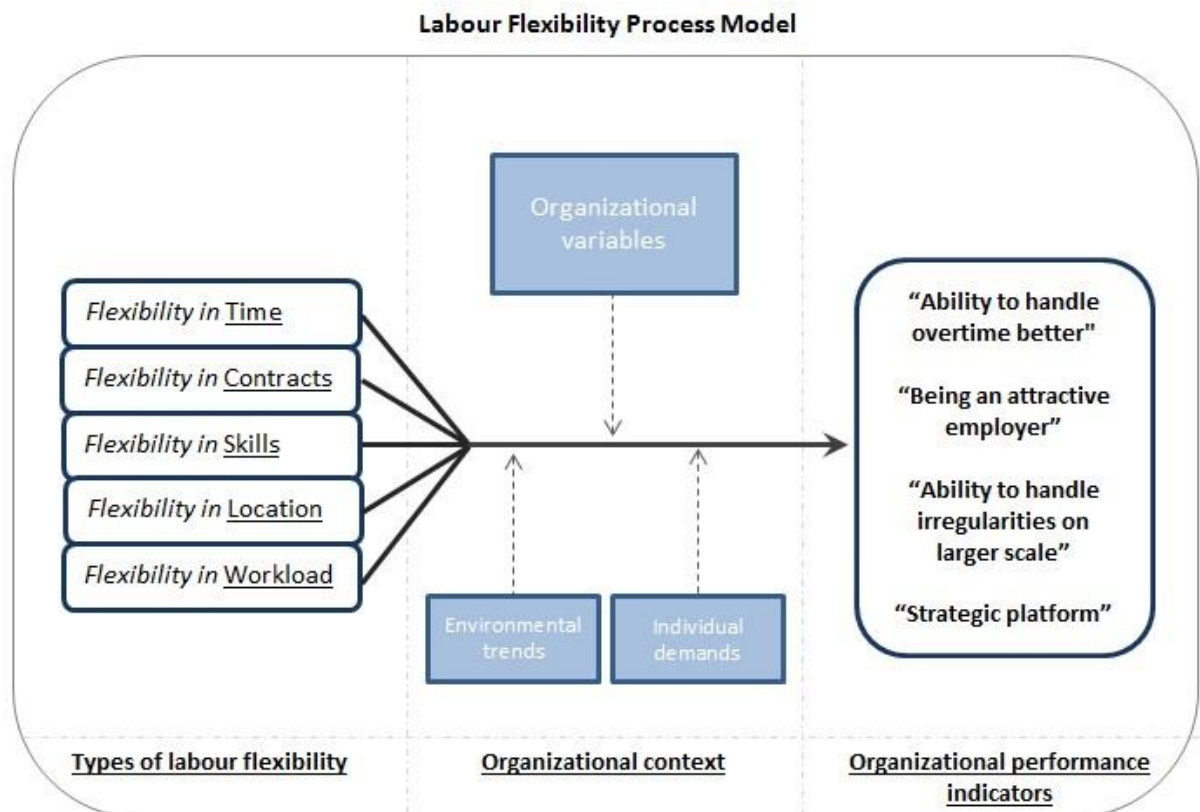 Labour Flexibility Process Model
Organizational
variables
Flexibility in Time
Flexibility in Contracts
Flexibility in Skills
Flexibility in Location
Flexibility in Workload
Environmental
trends
Individual
demands
“Ability to handle
overtime better"
“Being an attractive
employer”
“Ability to handle
irregularities on
larger scale”
“Strategic platform”
Types of labour flexibility
Organizational context
Organizational performance
indicators